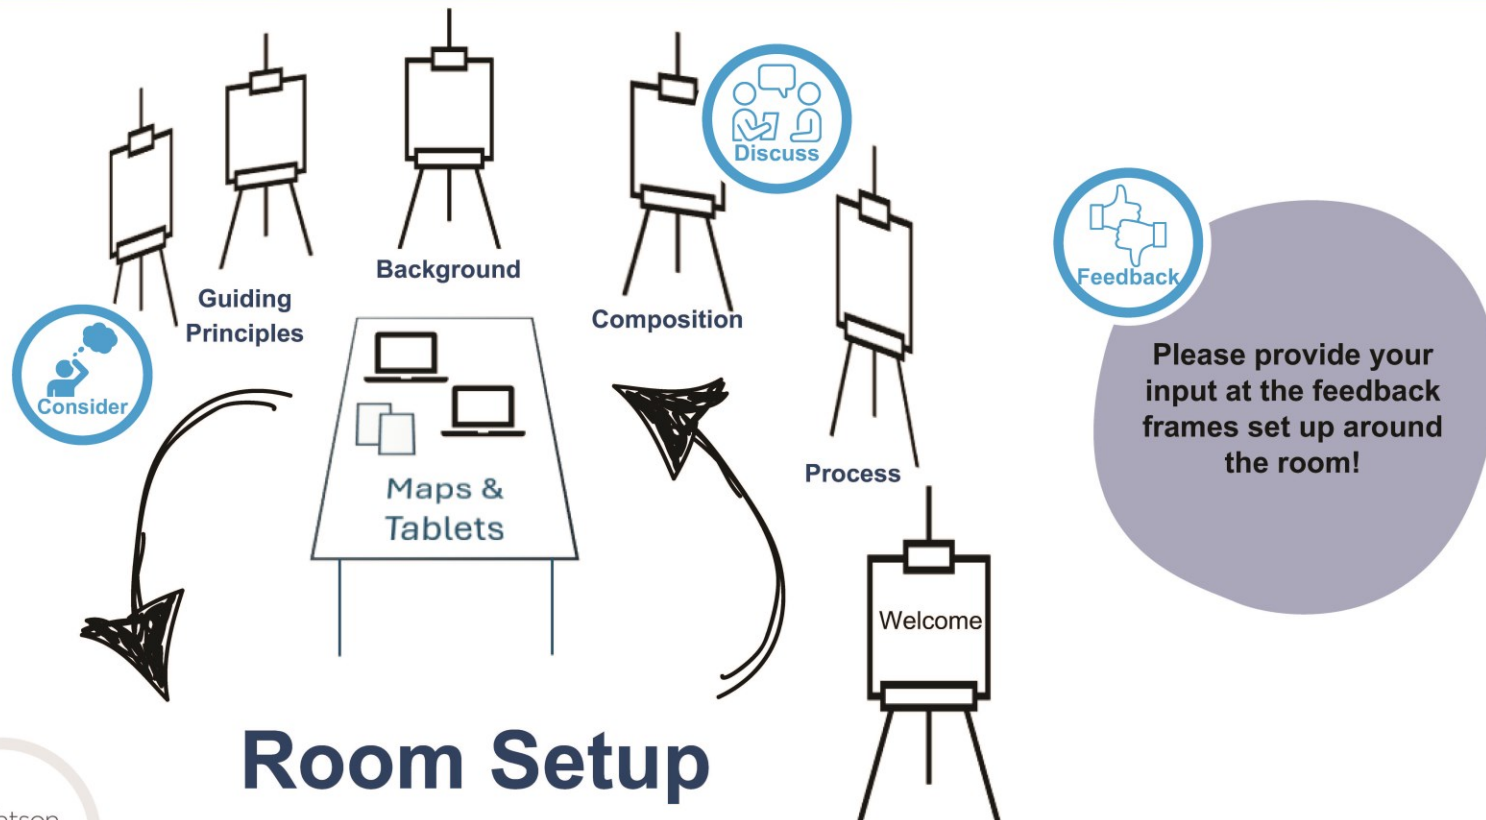 Discuss
Background
Guiding
Principles
Composition
Consider
Feedback
Please provide your
input at the feedback
frames set up around
the room!
Maps &
Tablets
Process
Welcome
Room Setup